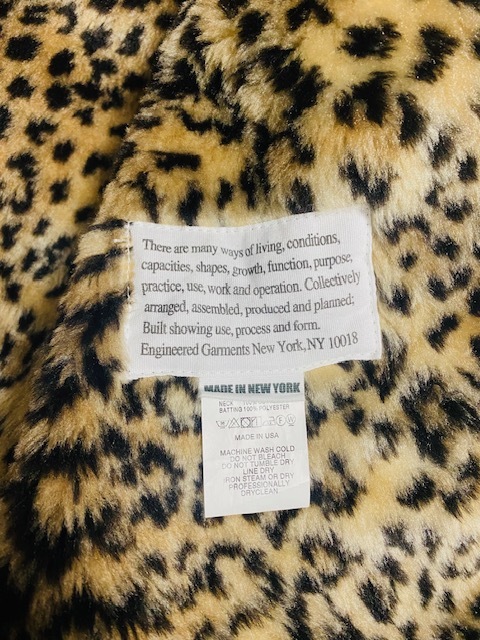 There are many ways of living, conditions,
capacities, shapes, growth, function, purpose,
practice, use, work and operation. Collectively
arranged, assembled, produced and planned;
Built showing use, process and form.
Engineered Garments New York, NY 10018
MADE IN NEW YORK
NECK 100%
BATTING 100% POLYESTER
MADE IN USA
MACHINE WASH COLD
DO NOT BLEACH
DO NOT TUMBLE DRY
LINE DRY
IRON STEAM OR DRY
PROFESSIONALLY
DRYCLEAN